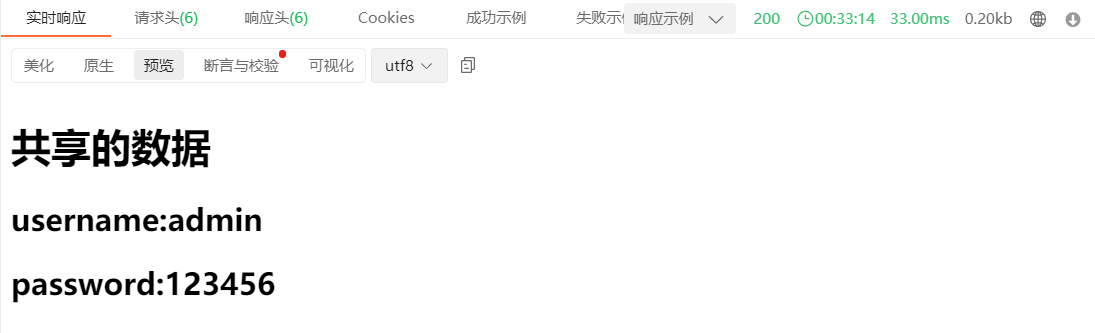 实时响应 请求头(6) 响应头(6) Cookies 成功示例 失败示 响应示例 200 00:33:14 33.00ms 0.20kb
美化 原生 预览 断言与校验 可视化 utf8
共享的数据
username:admin
password:123456